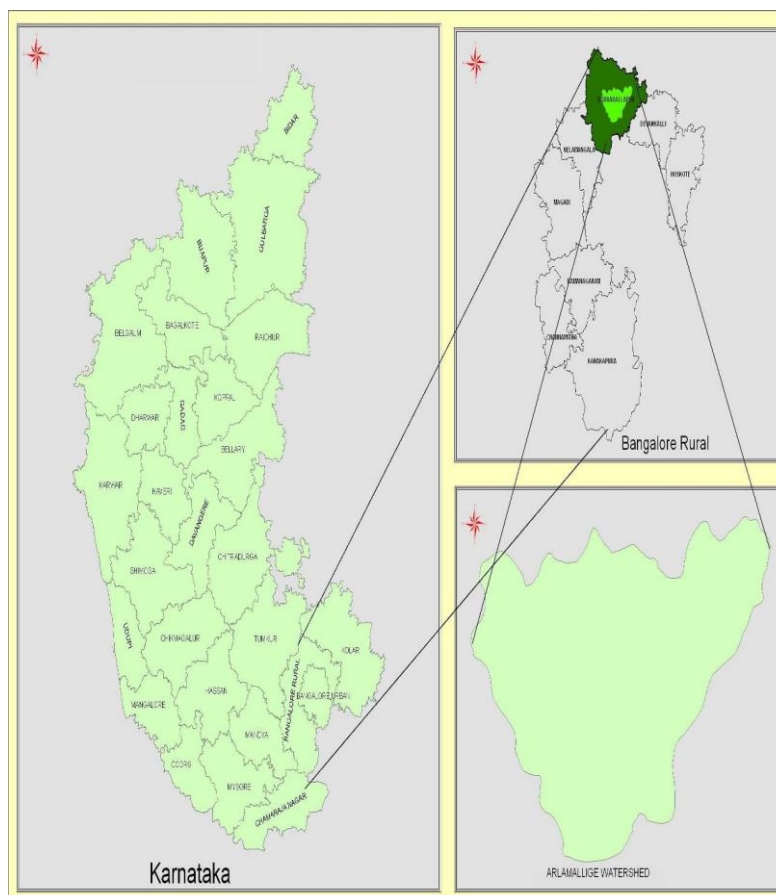 BIDAR
GULBARGA
BIJAPUR
BAGALKOTE
BELGAUM
RAICHUR
KOPPAL
DHARWAR
GADAG
BELLARY
KARWAR
HAVERI
DAVANGERE
CHITRADURGA
SHIMOGA
UDUPI
CHIKMAGALUR
TUMKUR
KOLAR
HASSAN
BANGALORE RURAL
BANGALORE URBAN
MANGALORE
MANDYA
COORG
MYSORE
CHAMARAJA NAGAR
Karnataka
DEVANHALLI
NELAMANGALA
HOSKOTE
MAGADI
RAMANAGARAM
CHANNAPATNA
KANAKAPURA
Bangalore Rural
ARLAMALLIGE WATERSHED